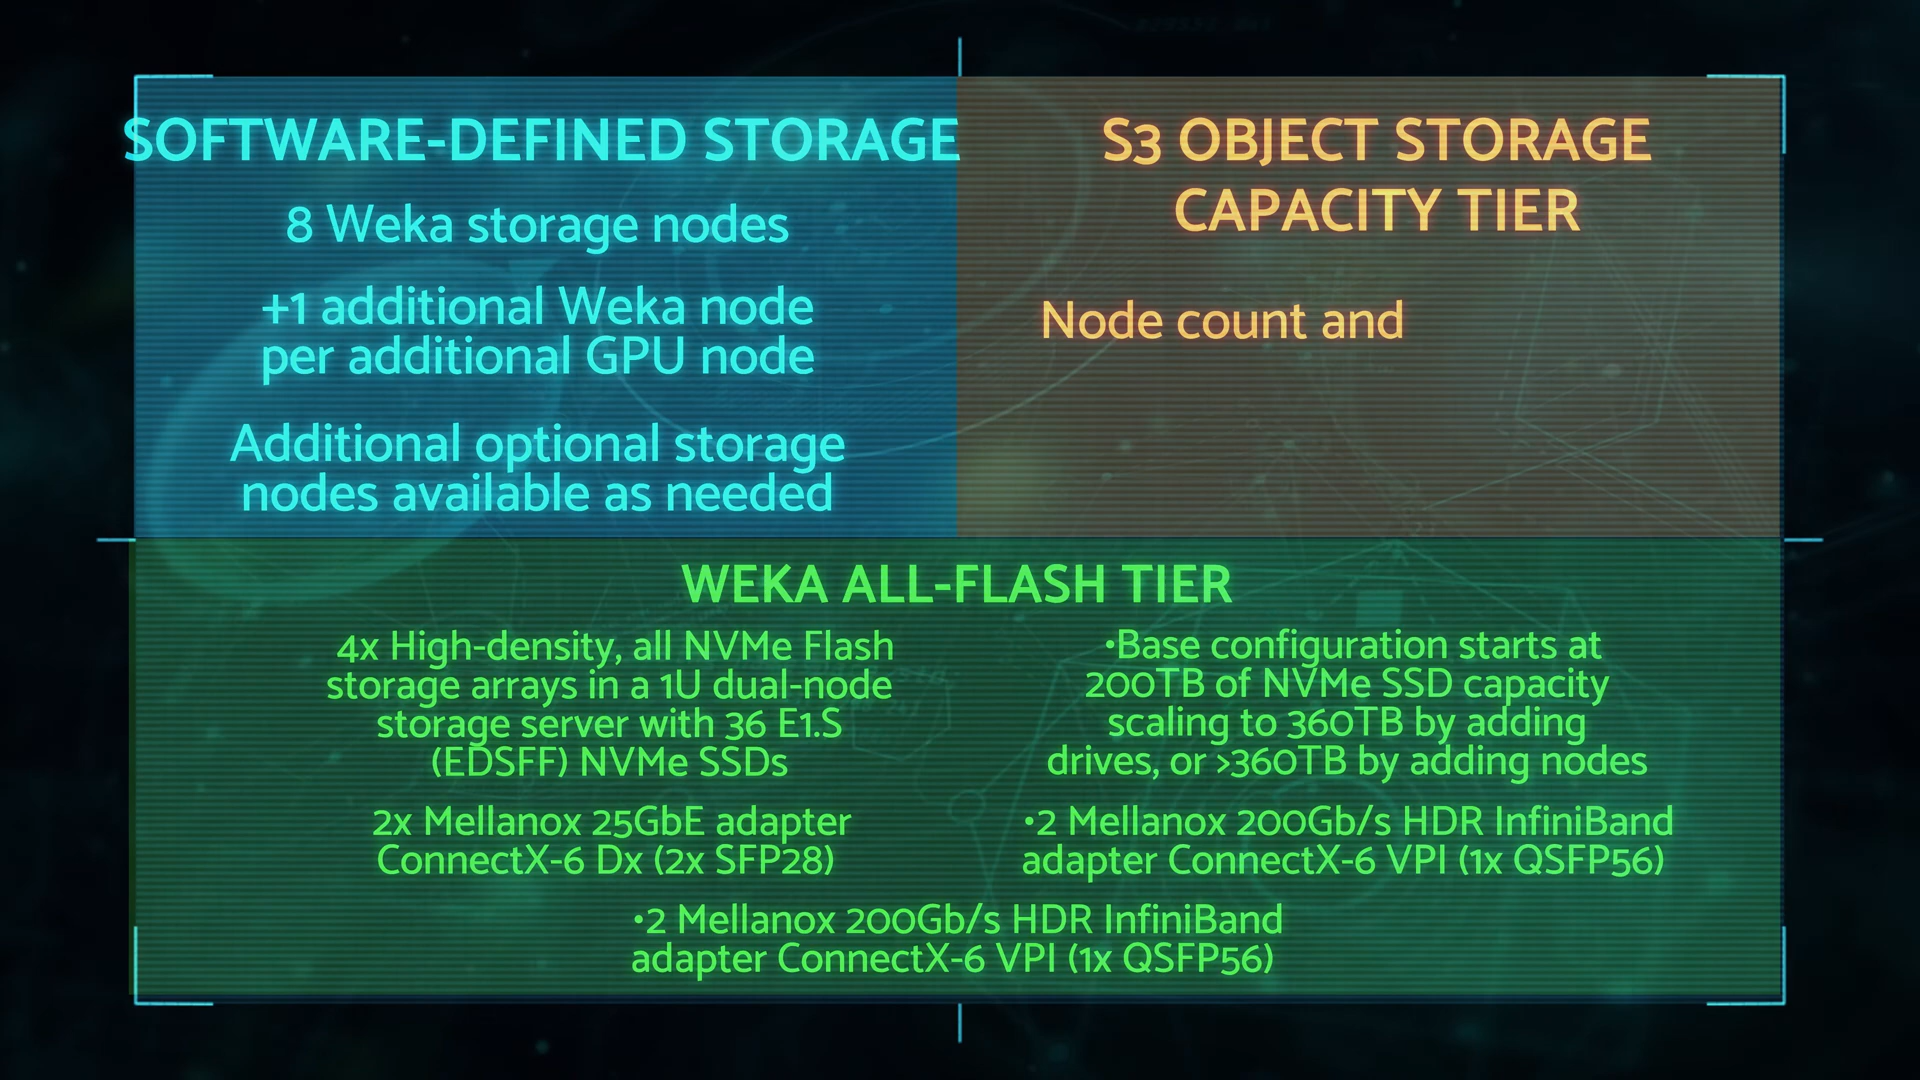 SOFTWARE-DEFINED STORAGE
8 Weka storage nodes
+1 additional Weka node
per additional GPU node
Additional optional storage
nodes available as needed
S3 OBJECT STORAGE
CAPACITY TIER
Node count and
WEKA ALL-FLASH TIER
4x High-density, all NVMe Flash
storage arrays in a 1U dual-node
storage server with 36 E1.S
(EDSFF) NVMe SSDs
2x Mellanox 25GbE adapter
ConnectX-6 Dx (2x SFP28)
•Base configuration starts at
200TB of NVMe SSD capacity
scaling to 360TB by adding
drives, or >360TB by adding nodes
•2 Mellanox 200Gb/s HDR InfiniBand
adapter ConnectX-6 VPI (1x QSFP56)
•2 Mellanox 200Gb/s HDR InfiniBand
adapter ConnectX-6 VPI (1x QSFP56)